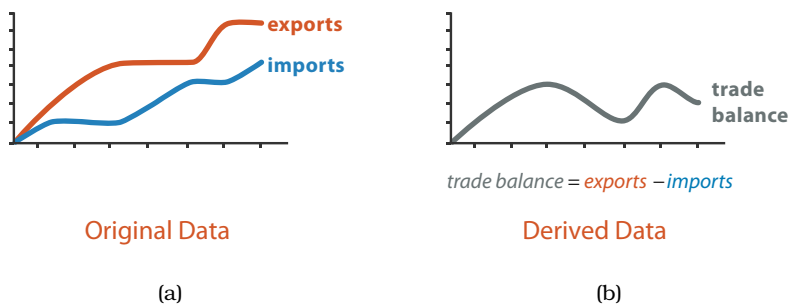 exports
imports
trade
balance
trade balance = exports – imports
Original Data
Derived Data
(a)
(b)